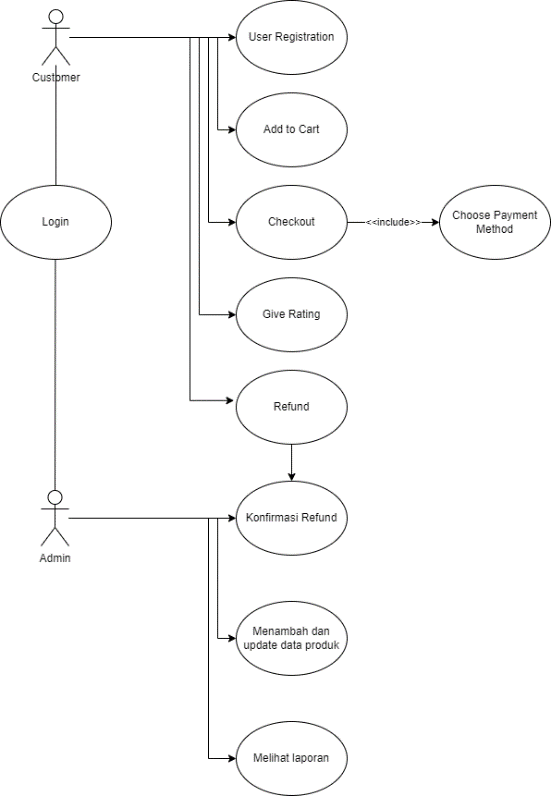 User Registration
Customer
Add to Cart
Login
Checkout
<<include>>
Choose Payment
Method
Give Rating
Refund
Konfirmasi Refund
Admin
Menambah dan
update data produk
Melihat laporan